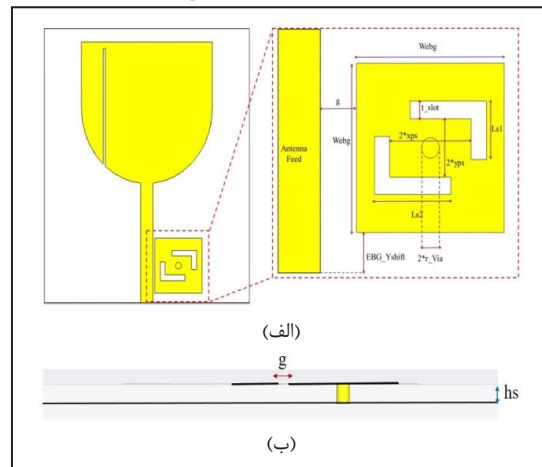 Webg
t_slot
g
2*xps
Ls1
Antenna
Feed
Webg
2*yps
Ls2
EBG_Yshift
2*r_Via
(الف)
g
hs
(ب)